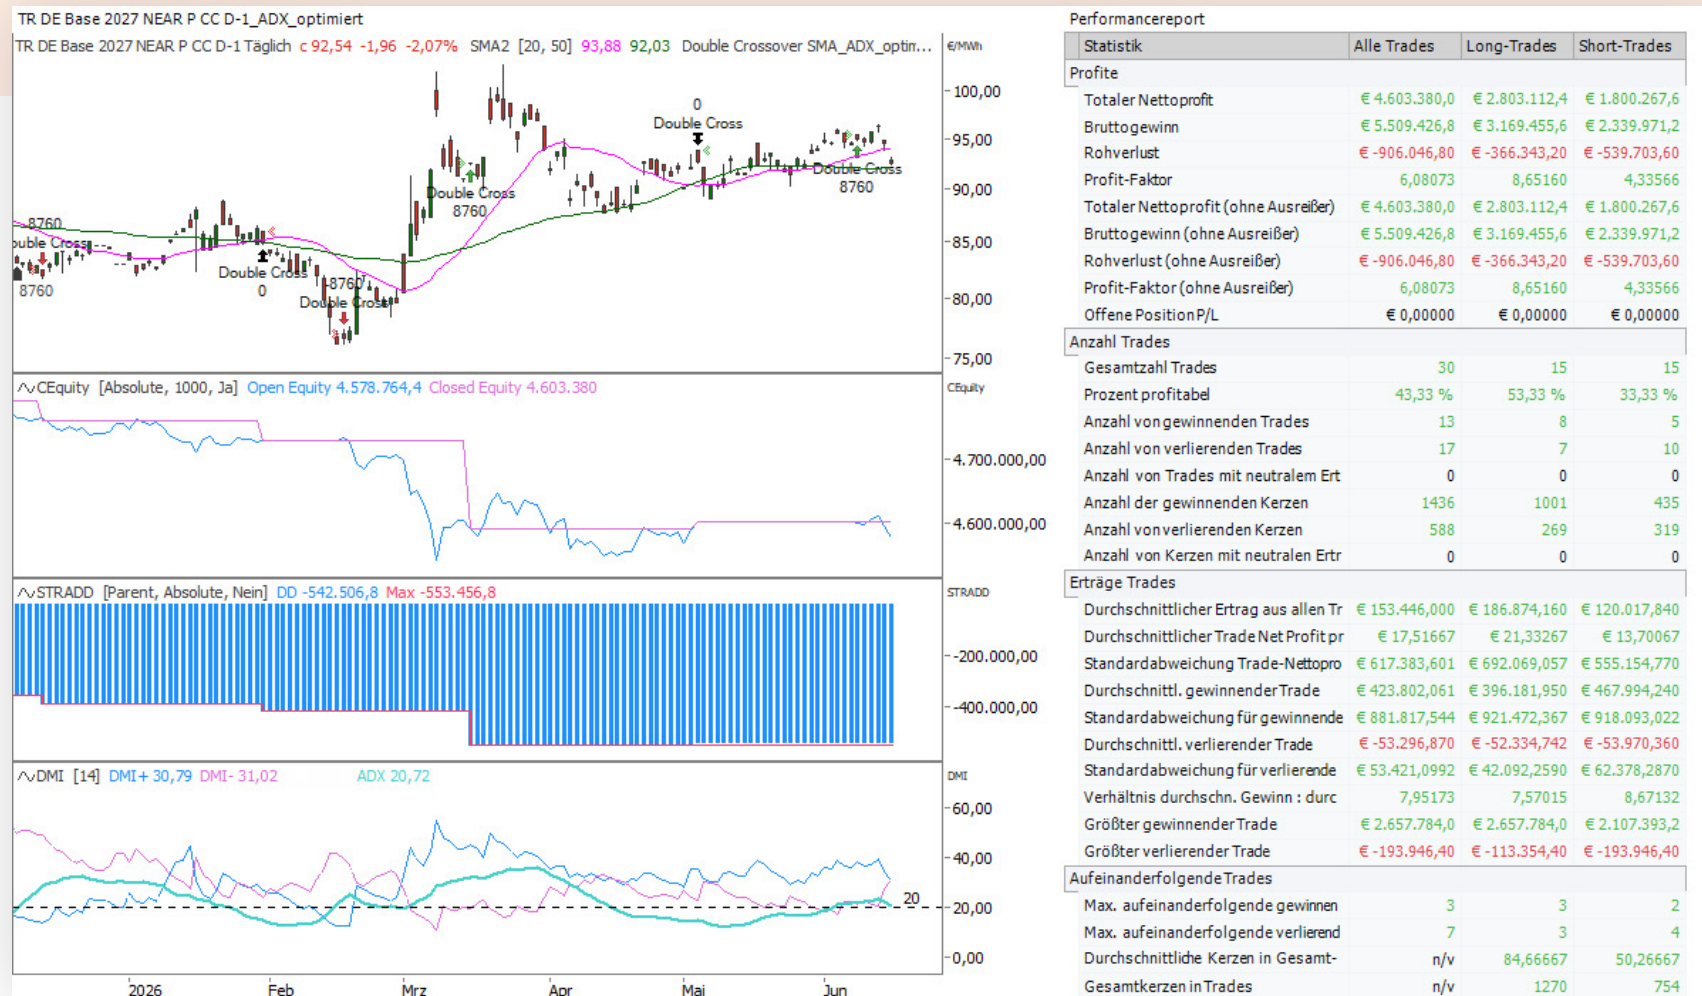 TR DE Base 2027 NEAR P CC D-1_ADX_optimiert
TR DE Base 2027 NEAR P CC D-1 Täglich c 92,54 -1,96 -2,07% SMA2 [20, 50] 93,88 92,03 Double Crossover SMA_ADX_optim...
€/MWh
100,00
95,00
90,00
85,00
80,00
75,00
8760
Double Cross
8760
Double Cross
0
-8760
Double Cross
Double Cross
8760
0
Double Cross
Double Cross
8760
CEquity [Absolute, 1000, Ja] Open Equity 4.578.764,4 Closed Equity 4.603.380
CEquity
4.700.000,00
4.600.000,00
STRADD [Parent, Absolute, Nein] DD -542.506,8 Max -553.456,8
STRADD
-200.000,00
-400.000,00
DMI [14] DMI+ 30,79 DMI- 31,02 ADX 20,72
DMI
60,00
40,00
20
20,00
0,00
2026 Feb Mrz Apr Mai Jun
Performancereport
Statistik Alle Trades Long-Trades Short-Trades
Profite
Totaler Nettoprofit € 4.603.380,0 € 2.803.112,4 € 1.800.267,6
Bruttogewinn € 5.509.426,8 € 3.169.455,6 € 2.339.971,2
Rohverlust € -906.046,80 € -366.343,20 € -539.703,60
Profit-Faktor 6,08073 8,65160 4,33566
Totaler Nettoprofit (ohne Ausreißer) € 4.603.380,0 € 2.803.112,4 € 1.800.267,6
Bruttogewinn (ohne Ausreißer) € 5.509.426,8 € 3.169.455,6 € 2.339.971,2
Rohverlust (ohne Ausreißer) € -906.046,80 € -366.343,20 € -539.703,60
Profit-Faktor (ohne Ausreißer) 6,08073 8,65160 4,33566
Offene Position P/L € 0,00000 € 0,00000 € 0,00000
Anzahl Trades
Gesamtzahl Trades 30 15 15
Prozent profitabel 43,33 % 53,33 % 33,33 %
Anzahl von gewinnenden Trades 13 8 5
Anzahl von verlierenden Trades 17 7 10
Anzahl von Trades mit neutralem Ert 0 0 0
Anzahl der gewinnenden Kerzen 1436 1001 435
Anzahl von verlierenden Kerzen 588 269 319
Anzahl von Kerzen mit neutralen Ertr 0 0 0
Erträge Trades
Durchschnittlicher Ertrag aus allen Tr € 153.446,000 € 186.874,160 € 120.017,840
Durchschnittlicher Trade Net Profit pr € 17,51667 € 21,33267 € 13,70067
Standardabweichung Trade-Nettopro € 617.383,601 € 692.069,057 € 555.154,770
Durchschnittl. gewinnender Trade € 423.802,061 € 396.181,950 € 467.994,240
Standardabweichung für gewinnende € 881.817,544 € 921.472,367 € 918.093,022
Durchschnittl. verlierender Trade € -53.296,870 € -52.334,742 € -53.970,360
Standardabweichung für verlierende € 53.421,0992 € 42.092,2590 € 62.378,2870
Verhältnis durchschn. Gewinn : durc 7,95173 7,57015 8,67132
Größter gewinnender Trade € 2.657.784,0 € 2.657.784,0 € 2.107.393,2
Größter verlierender Trade € -193.946,40 € -113.354,40 € -193.946,40
Aufeinanderfolgende Trades
Max. aufeinanderfolgende gewinnen 3 3 2
Max. aufeinanderfolgende verlierend 7 3 4
Durchschnittliche Kerzen in Gesamt- n/v 84,66667 50,26667
Gesamtkerzen in Trades n/v 1270 754